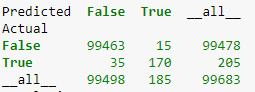 Predicted False True __all__
Actual
False 99463 15 99478
True 35 170 205
__all__ 99498 185 99683